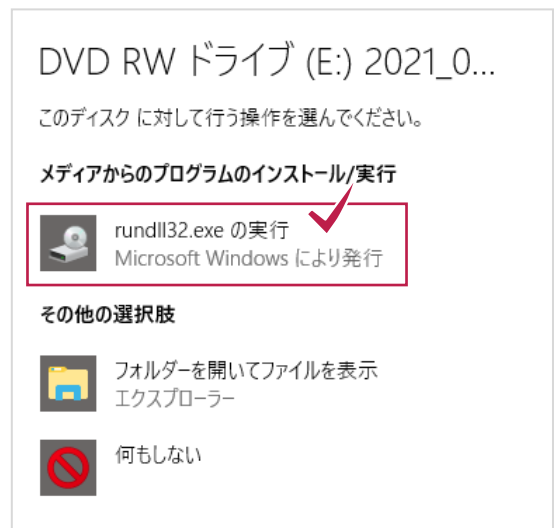 DVD RW ドライブ (E:) 2021_0...
このディスク に対して行う操作を選んでください。
メディアからのプログラムのインストール/実行
rundll32.exe の実行
Microsoft Windows により発行
その他の選択肢
フォルダーを開いてファイルを表示
エクスプローラー
何もしない